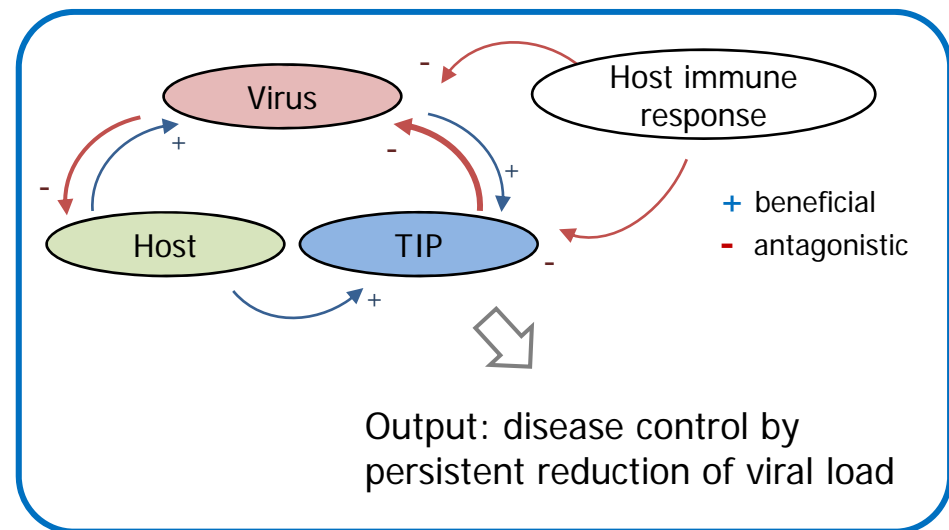 -
Virus
Host immune
response
+
-
+
-
Host
TIP
-
+
+ beneficial
- antagonistic
Output: disease control by
persistent reduction of viral load